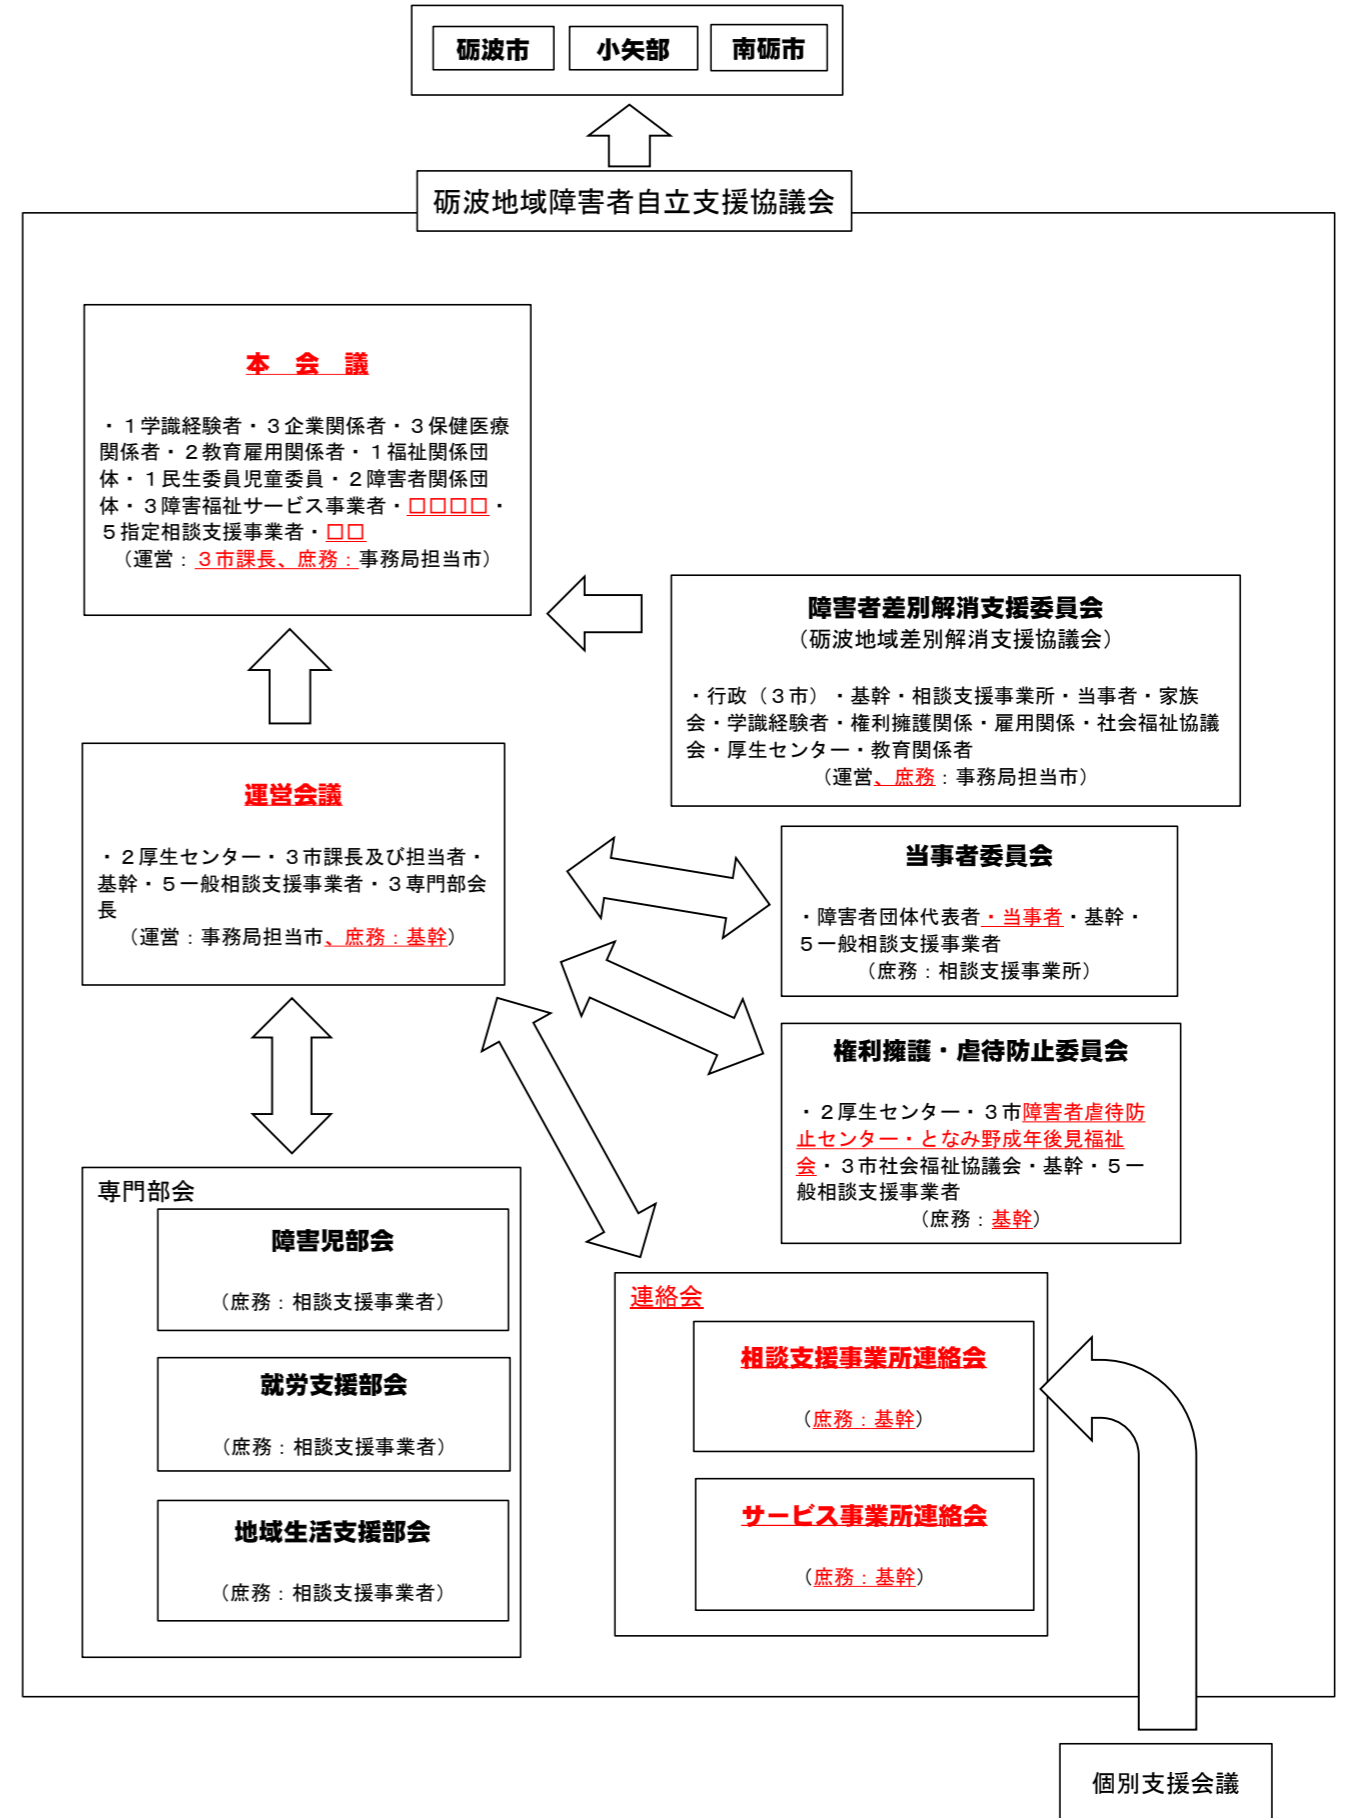 砺波市
小矢部
南砺市
砺波地域障害者自立支援協議会
本　会　議
・１学識経験者・３企業関係者・３保健医療
関係者・２教育雇用関係者・１福祉関係団
体・１民生委員児童委員・２障害者関係団
体・３障害福祉サービス事業者・□□□□・
５指定相談支援事業者・□□
（運営：３市課長、庶務：事務局担当市）
障害者差別解消支援委員会
（砺波地域差別解消支援協議会）
・行政（３市）・基幹・相談支援事業所・当事者・家族
会・学識経験者・権利擁護関係・雇用関係・社会福祉協議
会・厚生センター・教育関係者
（運営、庶務：事務局担当市）
運営会議
・２厚生センター・３市課長及び担当者・
基幹・５一般相談支援事業者・３専門部会
長
（運営：事務局担当市、庶務：基幹）
当事者委員会
・障害者団体代表者・当事者・基幹・
５一般相談支援事業者
（庶務：相談支援事業所）
権利擁護・虐待防止委員会
・２厚生センター・３市障害者虐待防
止センター・となみ野成年後見福祉
会・３市社会福祉協議会・基幹・５一
般相談支援事業者
（庶務：基幹）
専門部会
障害児部会
（庶務：相談支援事業者）
就労支援部会
（庶務：相談支援事業者）
地域生活支援部会
（庶務：相談支援事業者）
連絡会
相談支援事業所連絡会
（庶務：基幹）
サービス事業所連絡会
（庶務：基幹）
個別支援会議